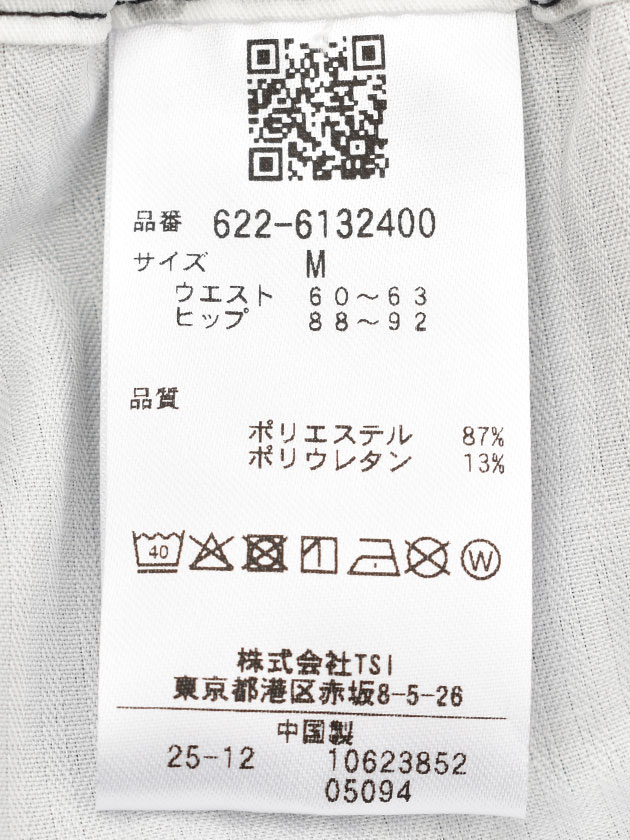 品番 622-6132400
サイズ M
ウエスト 60〜63
ヒップ 88〜92
品質
ポリエステル 87%
ポリウレタン 13%
40 W
株式会社TSI
東京都港区赤坂8-5-26
中国製
25-12 10623852
05094